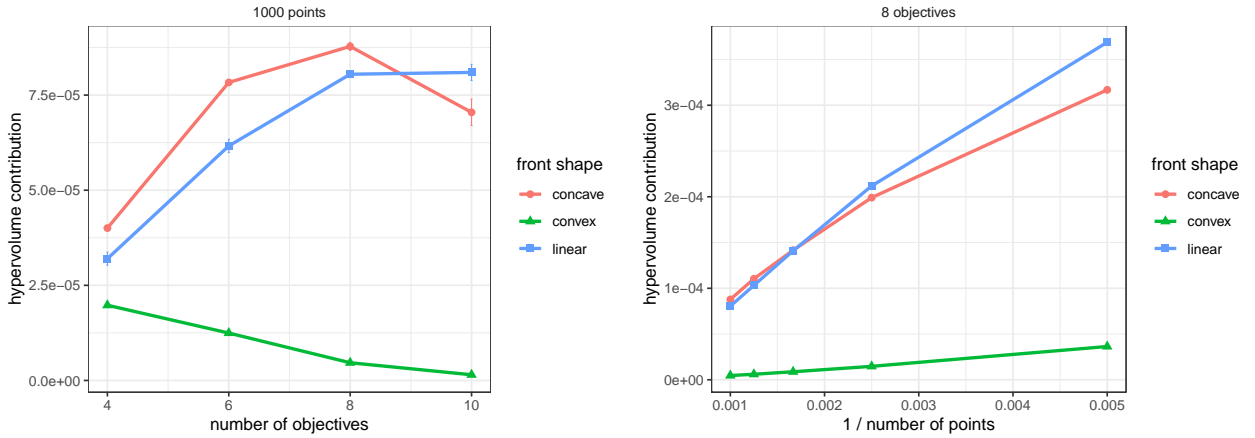 1000 points
hypervolume contribution
7.5e−05
5.0e−05
2.5e−05
0.0e+00
4
6
8
10
number of objectives
front shape
concave
convex
linear
8 objectives
hypervolume contribution
3e−04
2e−04
1e−04
0e+00
0.001
0.002
0.003
0.004
0.005
1 / number of points
front shape
concave
convex
linear